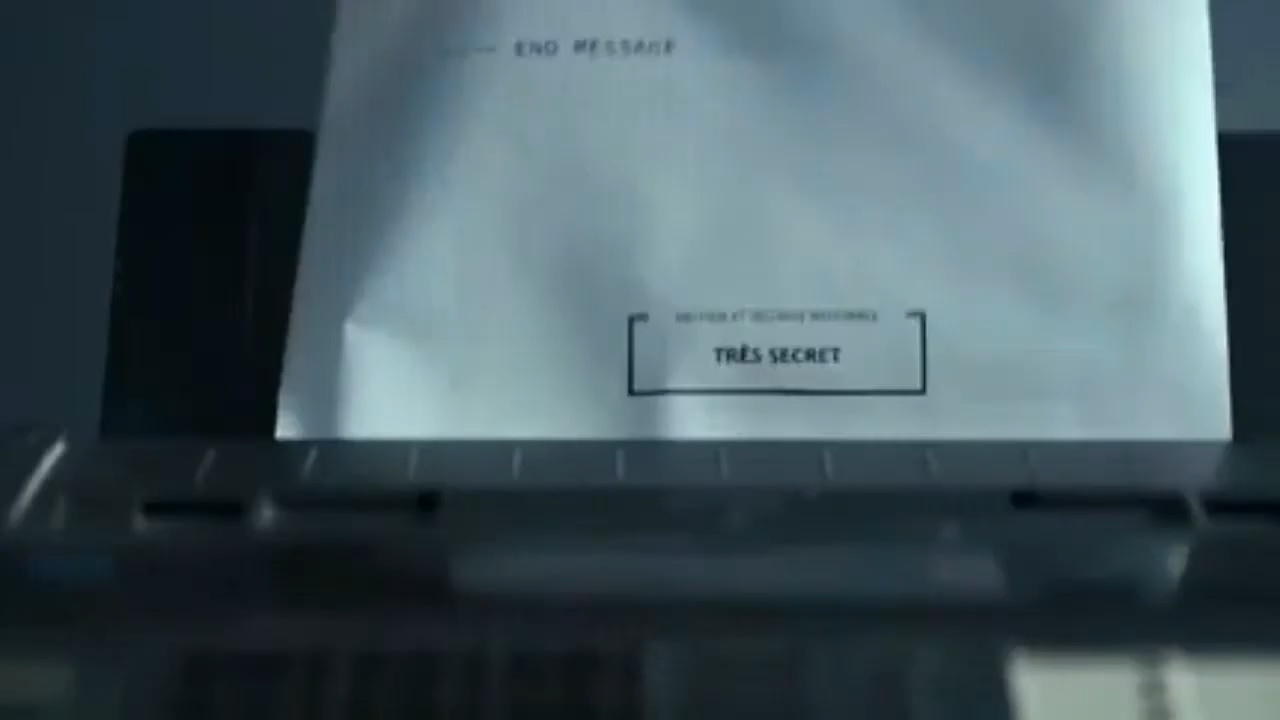 ---- END MESSAGE
TRÈS SECRET